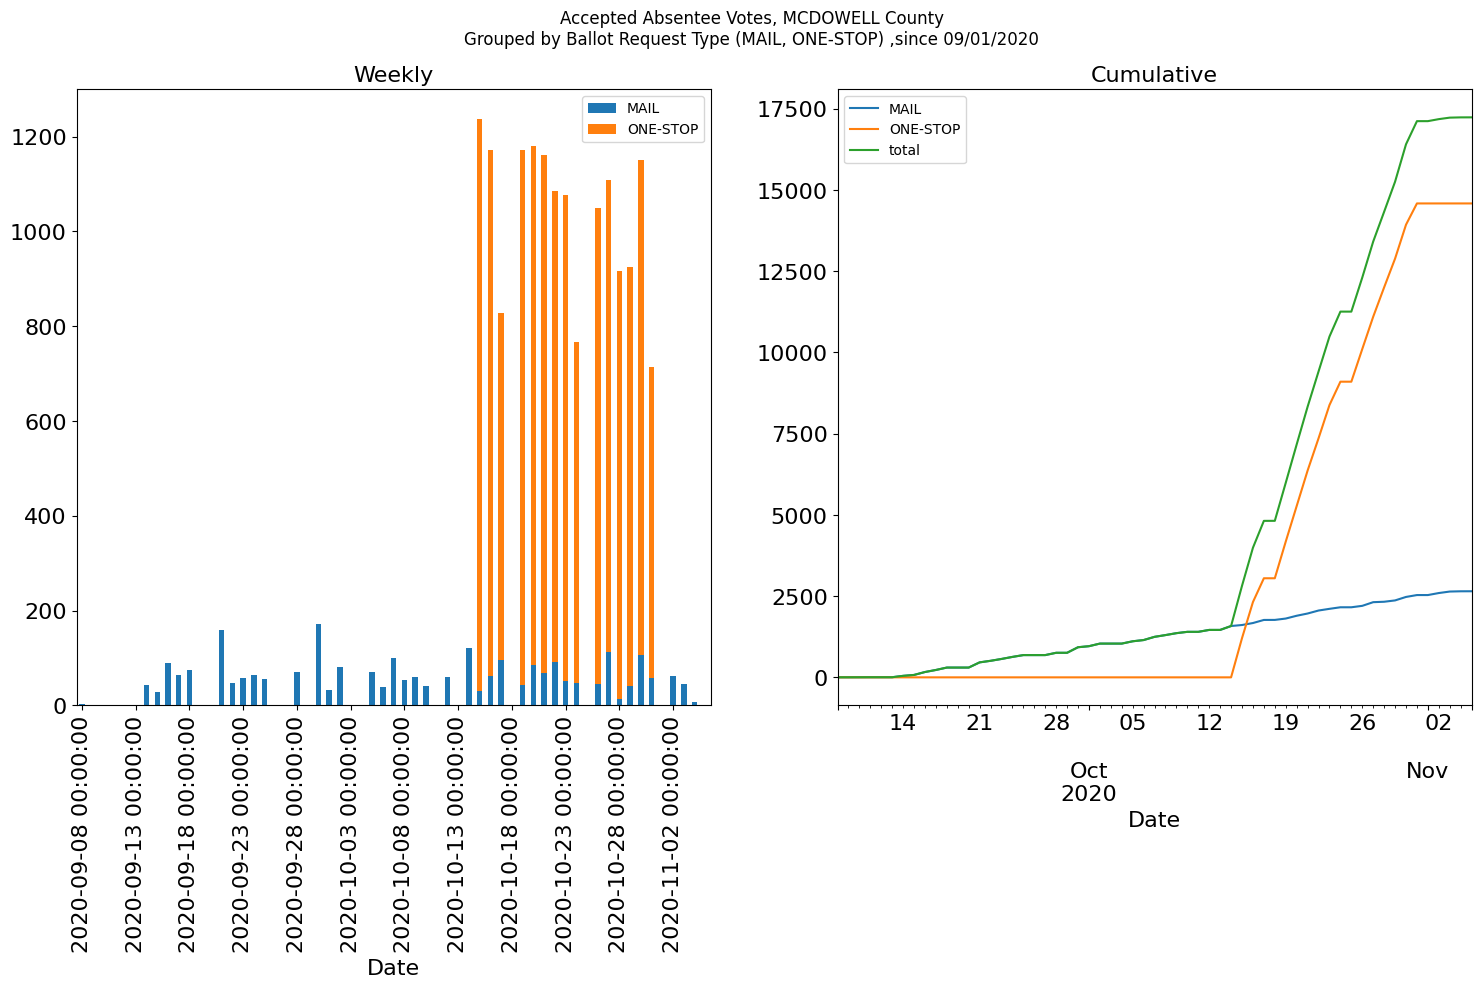 Accepted Absentee Votes, MCDOWELL County
Grouped by Ballot Request Type (MAIL, ONE-STOP) ,since 09/01/2020
Weekly
MAIL
ONE-STOP
1200
1000
800
600
400
200
0
2020-09-08 00:00:00
2020-09-13 00:00:00
2020-09-18 00:00:00
2020-09-23 00:00:00
2020-09-28 00:00:00
2020-10-03 00:00:00
2020-10-08 00:00:00
2020-10-13 00:00:00
2020-10-18 00:00:00
2020-10-23 00:00:00
2020-10-28 00:00:00
2020-11-02 00:00:00
Date
Cumulative
MAIL
ONE-STOP
total
17500
15000
12500
10000
7500
5000
2500
0
14 21 28 05 12 19 26 02
Oct Nov
2020
Date